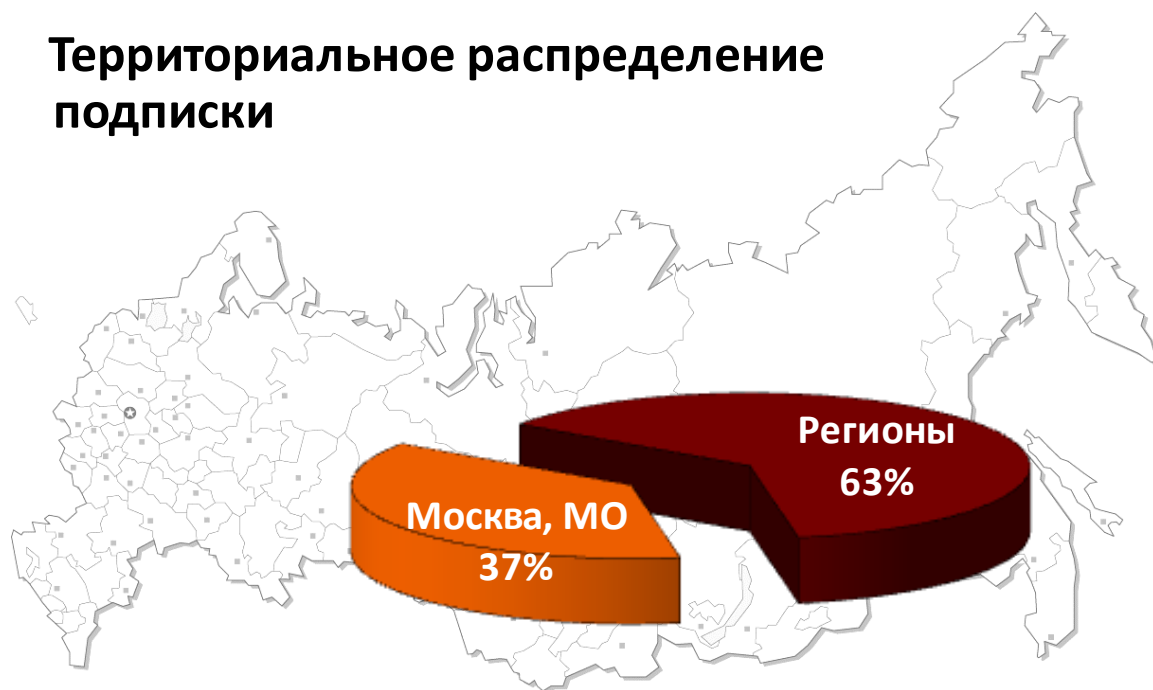 Территориальное распределение
подписки
Регионы
63%
Москва, МО
37%